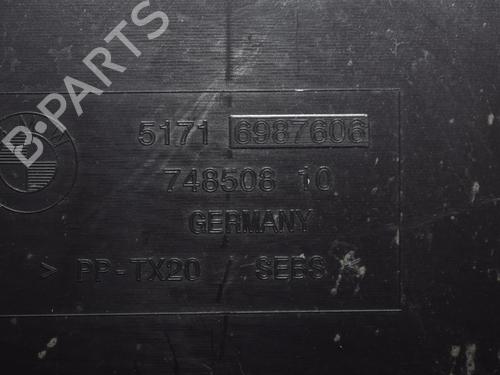 B-PARTS
5171 6987606
748508 10
GERMANY
> PP-TX20 / SEBS <